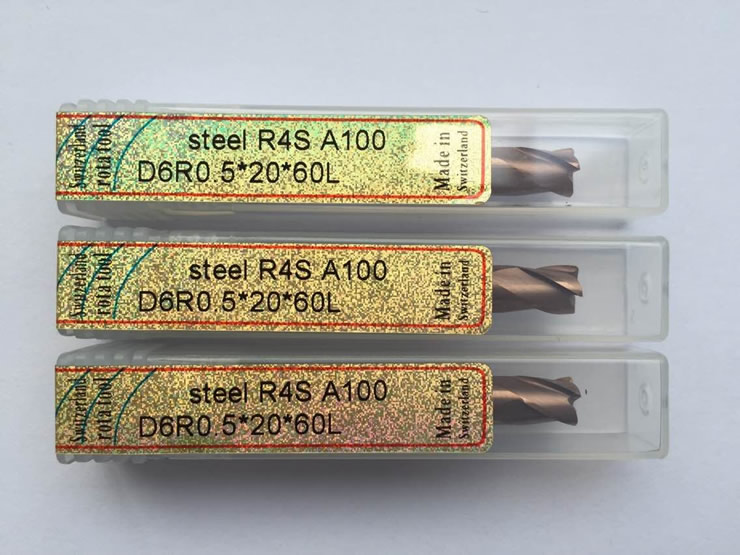 Switzerland
rota tool
steel R4S A100
D6R0.5*20*60L
Made in
Switzerland
Switzerland
rota tool
steel R4S A100
D6R0.5*20*60L
Made in
Switzerland
Switzerland
rota tool
steel R4S A100
D6R0.5*20*60L
Made in
Switzerland